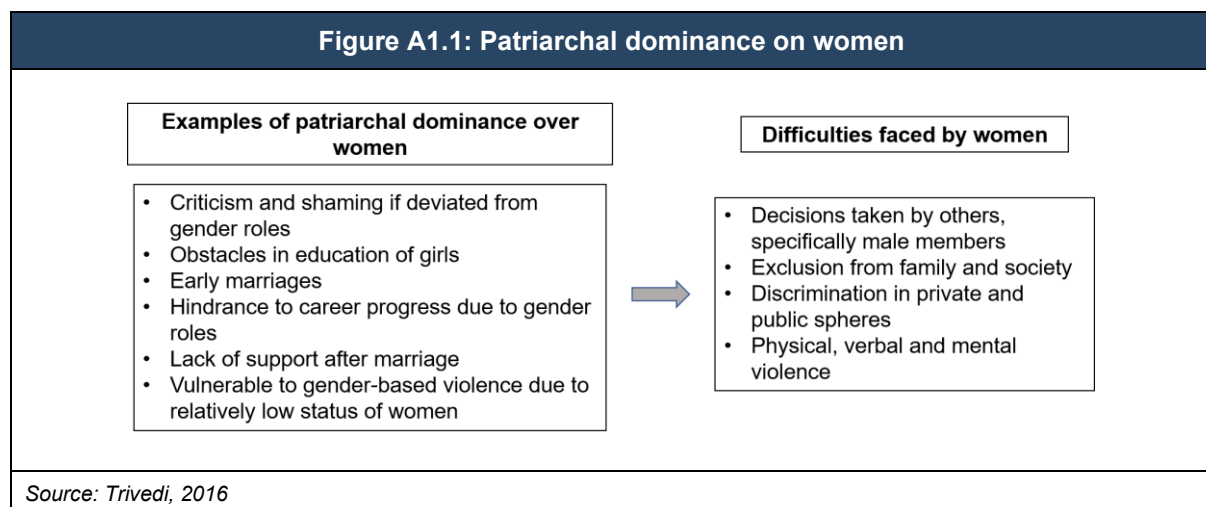 Figure A1.1: Patriarchal dominance on women
Examples of patriarchal dominance over
women
• Criticism and shaming if deviated from
gender roles
• Obstacles in education of girls
• Early marriages
• Hindrance to career progress due to gender
roles
• Lack of support after marriage
• Vulnerable to gender-based violence due to
relatively low status of women
Difficulties faced by women
• Decisions taken by others,
specifically male members
• Exclusion from family and society
• Discrimination in private and
public spheres
• Physical, verbal and mental
violence
Source: Trivedi, 2016